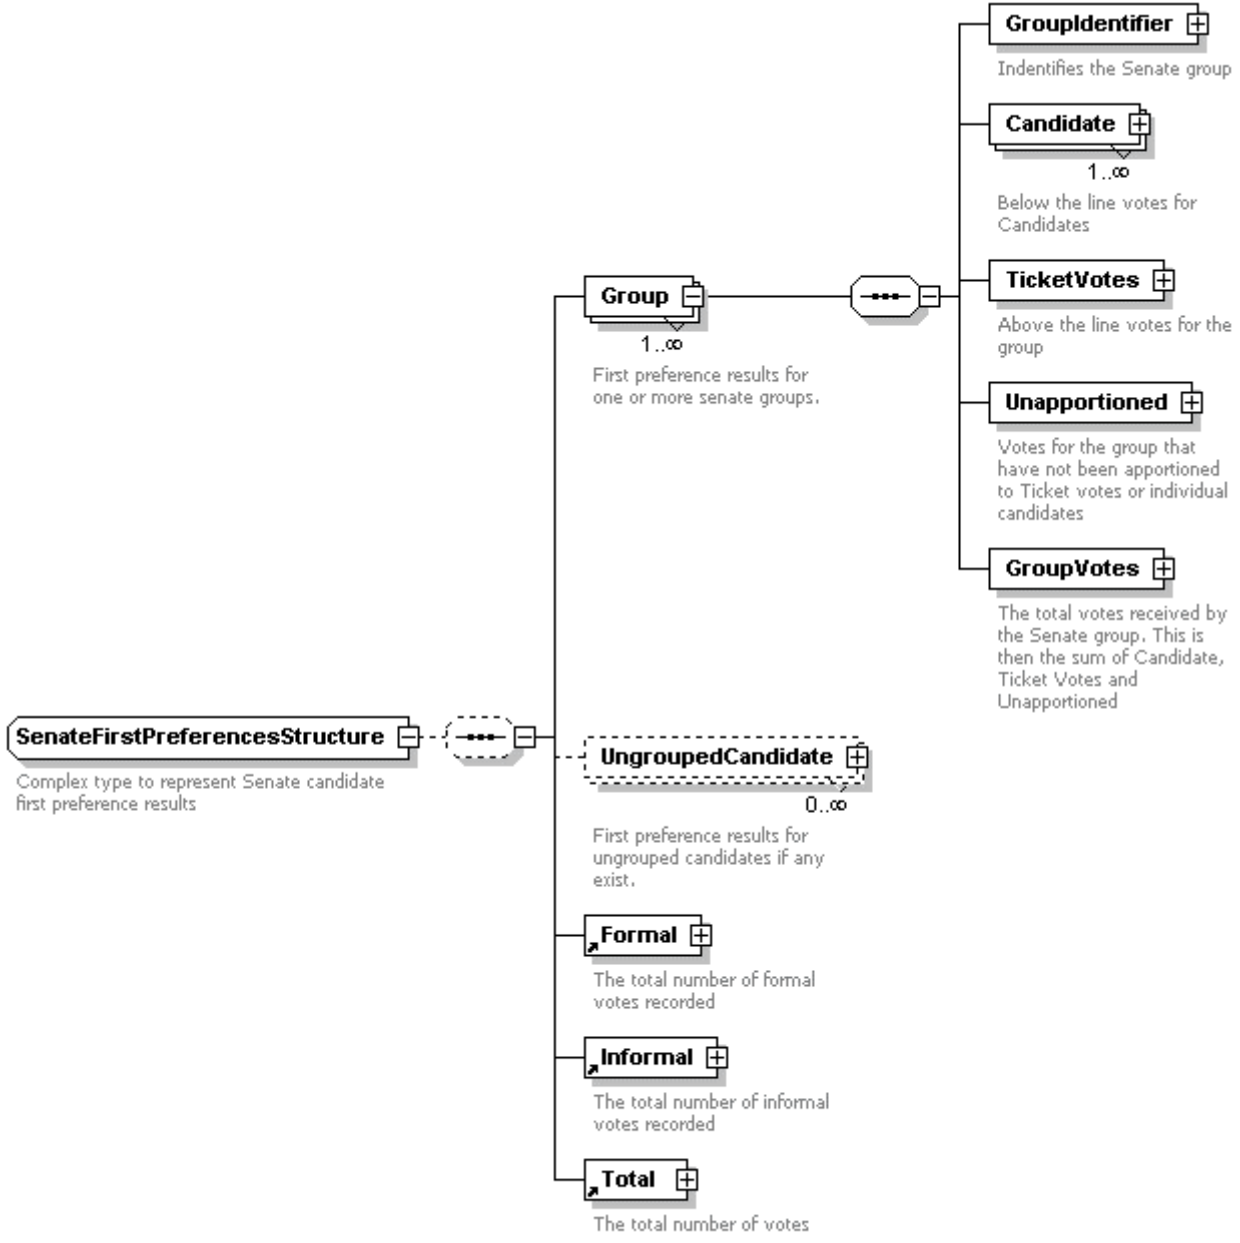 GroupIdentifier
Indentifies the Senate group
Candidate
1..∞
Below the line votes for
Candidates
TicketVotes
Above the line votes for the
group
Unapportioned
Votes for the group that
have not been apportioned
to Ticket votes or individual
candidates
GroupVotes
The total votes received by
the Senate group. This is
then the sum of Candidate,
Ticket Votes and
Unapportioned
Group
1..∞
First preference results for
one or more senate groups.
SenateFirstPreferencesStructure
Complex type to represent Senate candidate
first preference results
UngroupedCandidate
0..∞
First preference results for
ungrouped candidates if any
exist.
Formal
The total number of formal
votes recorded
Informal
The total number of informal
votes recorded
Total
The total number of votes